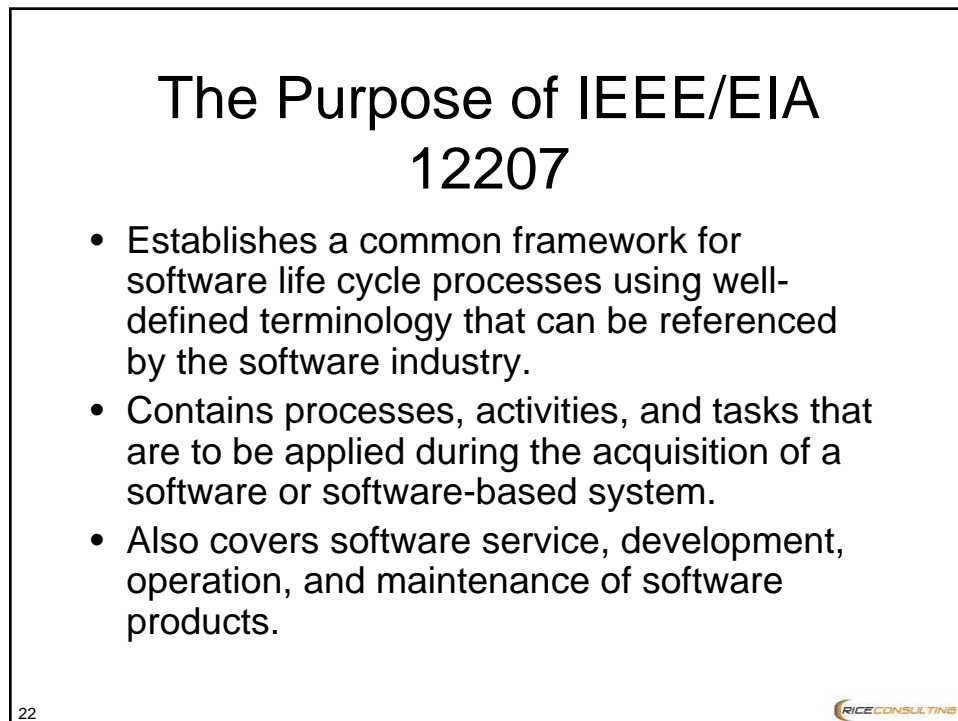 The Purpose of IEEE/EIA
12207
• Establishes a common framework for
software life cycle processes using well-
defined terminology that can be referenced
by the software industry.
• Contains processes, activities, and tasks that
are to be applied during the acquisition of a
software or software-based system.
• Also covers software service, development,
operation, and maintenance of software
products.
22
RICECONSULTING